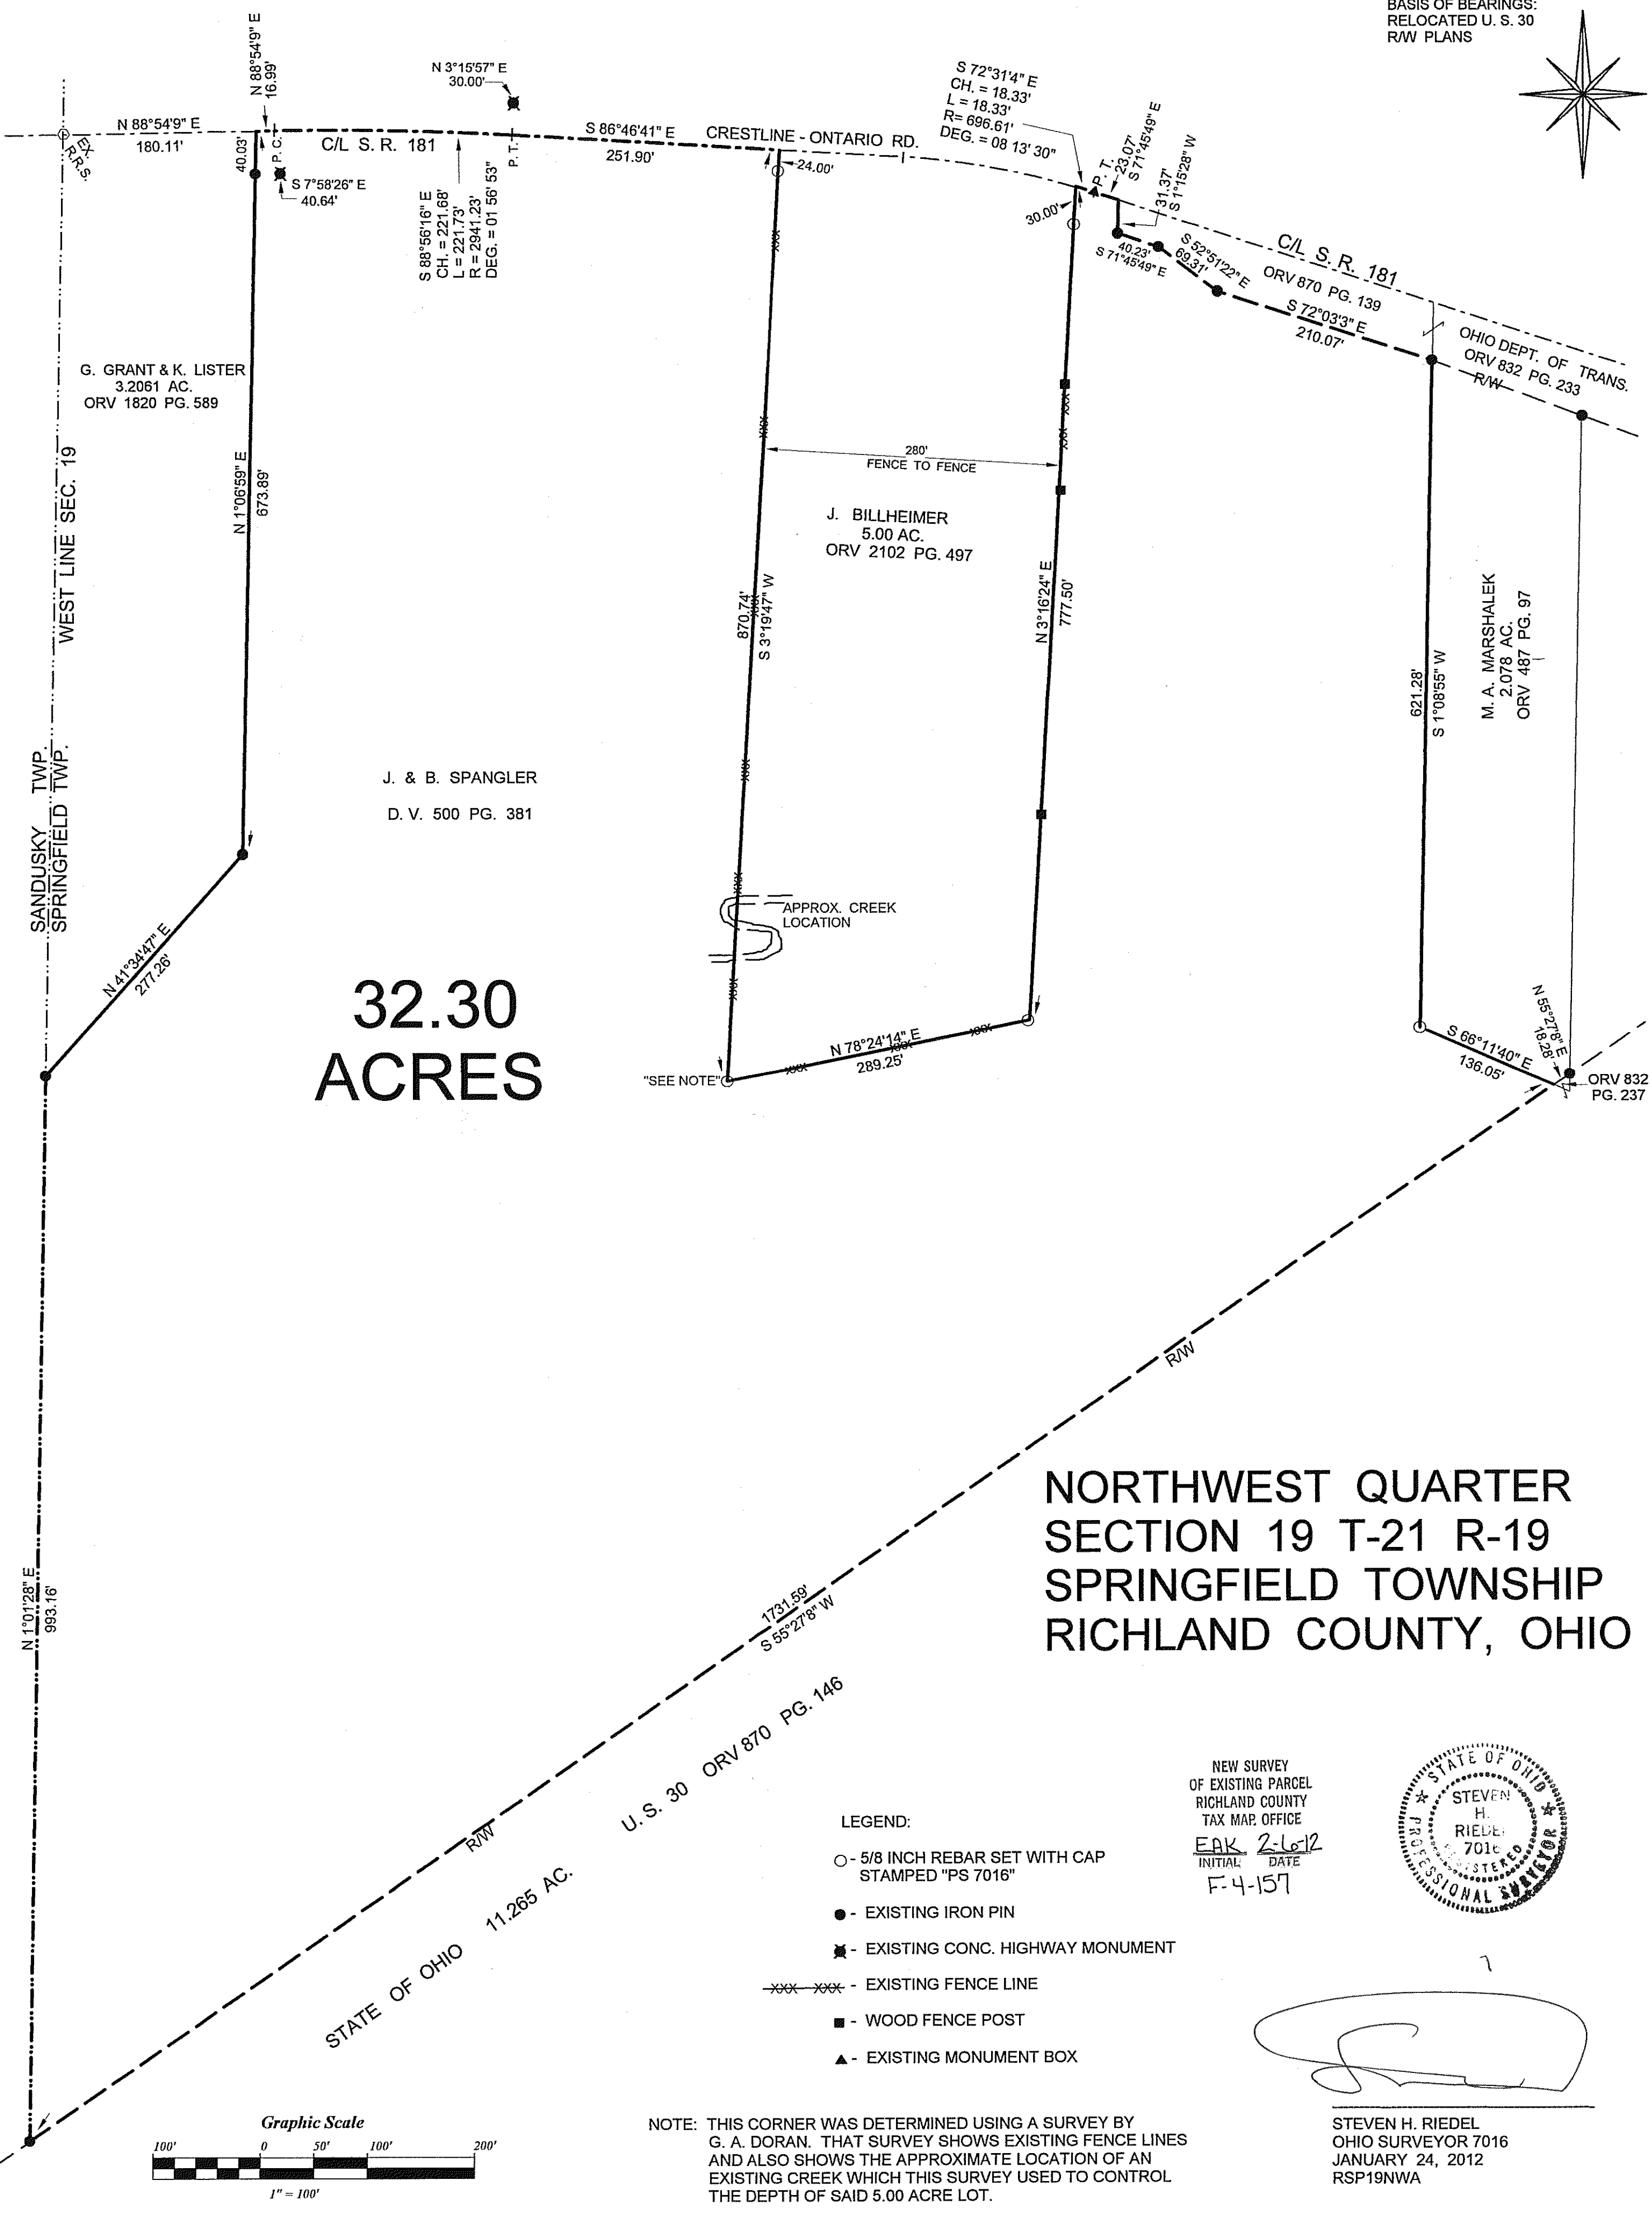 BASIS OF BEARINGS:
RELOCATED U. S. 30
R/W PLANS
N 88°54'9" E
16.99'
N 3°15'57" E
30.00'
S 72°31'4" E
CH. = 18.33'
L = 18.33'
R= 696.61'
DEG. = 08 13' 30"
N 88°54'9" E
180.11'
EX.
R.R.S.
40.03'
P. C.
C/L S. R. 181
P. T.
S 86°46'41" E
251.90'
CRESTLINE - ONTARIO RD.
24.00'
P. T.
23.07'
S 71°45'49" E
31.37'
S 1°15'28" W
30.00'
S 7°58'26" E
40.64'
S 88°56'16" E
CH. = 221.68'
L = 221.73'
R = 2941.23'
DEG. = 01 56' 53"
40.23'
S 71°45'49" E
S 52°51'22" E
69.31'
C/L S. R. 181
ORV 870 PG. 139
S 72°03'3" E
210.07'
OHIO DEPT. OF TRANS.
ORV 832 PG. 233
R/W
G. GRANT & K. LISTER
3.2061 AC.
ORV 1820 PG. 589
WEST LINE SEC. 19
N 1°06'59" E
673.89'
XXX
XXX
XXX
XXX
280'
FENCE TO FENCE
J. BILLHEIMER
5.00 AC.
ORV 2102 PG. 497
870.74'
XXX
S 3°19'47" W
N 3°16'24" E
777.50'
621.28'
S 1°08'55" W
M. A. MARSHALEK
2.078 AC.
ORV 487 PG. 97
SANDUSKY TWP.
SPRINGFIELD TWP.
J. & B. SPANGLER
D. V. 500 PG. 381
XXX
XXX
APPROX. CREEK
LOCATION
XXX
N 41°34'47" E
277.26'
32.30
ACRES
"SEE NOTE"
N 78°24'14" E
XXX XXX XXX
289.25'
N 55°27'8" E
18.28'
S 66°11'40" E
136.05'
ORV 832
PG. 237
R/W
N 1°01'28" E
993.16'
1731.59'
S 55°27'8" W
NORTHWEST QUARTER
SECTION 19 T-21 R-19
SPRINGFIELD TOWNSHIP
RICHLAND COUNTY, OHIO
U. S. 30 ORV 870 PG. 146
R/W
STATE OF OHIO 11.265 AC.
LEGEND:
- 5/8 INCH REBAR SET WITH CAP
STAMPED "PS 7016"
- EXISTING IRON PIN
- EXISTING CONC. HIGHWAY MONUMENT
XXX XXX - EXISTING FENCE LINE
- WOOD FENCE POST
- EXISTING MONUMENT BOX
NEW SURVEY
OF EXISTING PARCEL
RICHLAND COUNTY
TAX MAP. OFFICE
EAK 2-6-12
INITIAL DATE
F-4-157
STATE OF OHIO
STEVEN
H.
7016
PROFESSIONAL SURVEYOR
Graphic Scale
100' 0 50' 100' 200'
1" = 100'
NOTE: THIS CORNER WAS DETERMINED USING A SURVEY BY
G. A. DORAN. THAT SURVEY SHOWS EXISTING FENCE LINES
AND ALSO SHOWS THE APPROXIMATE LOCATION OF AN
EXISTING CREEK WHICH THIS SURVEY USED TO CONTROL
THE DEPTH OF SAID 5.00 ACRE LOT.
STEVEN H. RIEDEL
OHIO SURVEYOR 7016
JANUARY 24, 2012
RSP19NWA